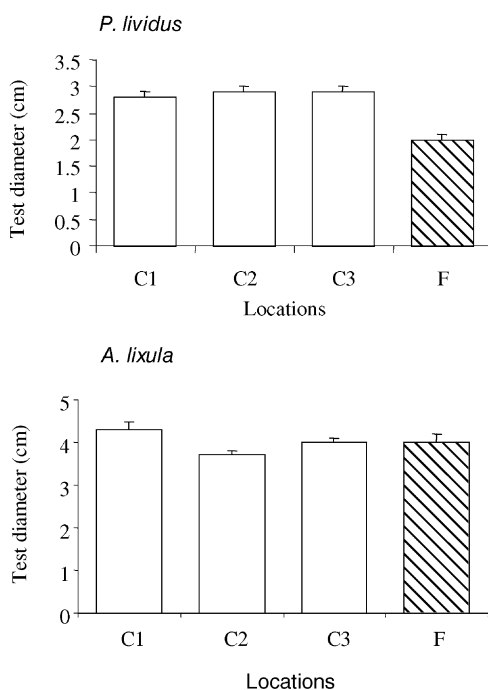 P. lividus
Test diameter (cm)
3.5
3
2.5
2
1.5
1
0.5
0
C1 C2 C3 F
Locations
A. lixula
Test diameter (cm)
5
4
4
3
2
1
0
C1 C2 C3 F
Locations